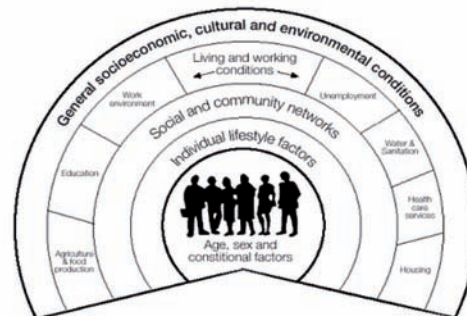 General socioeconomic, cultural and environmental conditions
Living and working
conditions
Work
environment
Unemployment
Education
Water &
Sanitation
Agriculture
& food
production
Health
care
services
Housing
Social and community networks
Individual lifestyle factors
Age, sex and
constitional factors